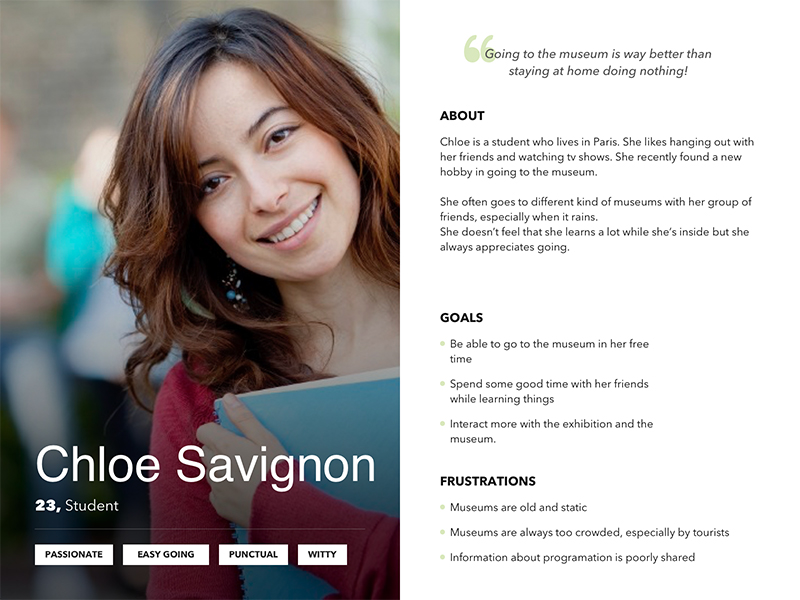 Chloe Savignon
23, Student
PASSIONATE EASY GOING PUNCTUAL WITTY
“Going to the museum is way better than
staying at home doing nothing!
ABOUT
Chloe is a student who lives in Paris. She likes hanging out with
her friends and watching tv shows. She recently found a new
hobby in going to the museum.
She often goes to different kind of museums with her group of
friends, especially when it rains.
She doesn’t feel that she learns a lot while she’s inside but she
always appreciates going.
GOALS
Be able to go to the museum in her free
time
Spend some good time with her friends
while learning things
Interact more with the exhibition and the
museum.
FRUSTRATIONS
Museums are old and static
Museums are always too crowded, especially by tourists
Information about programation is poorly shared